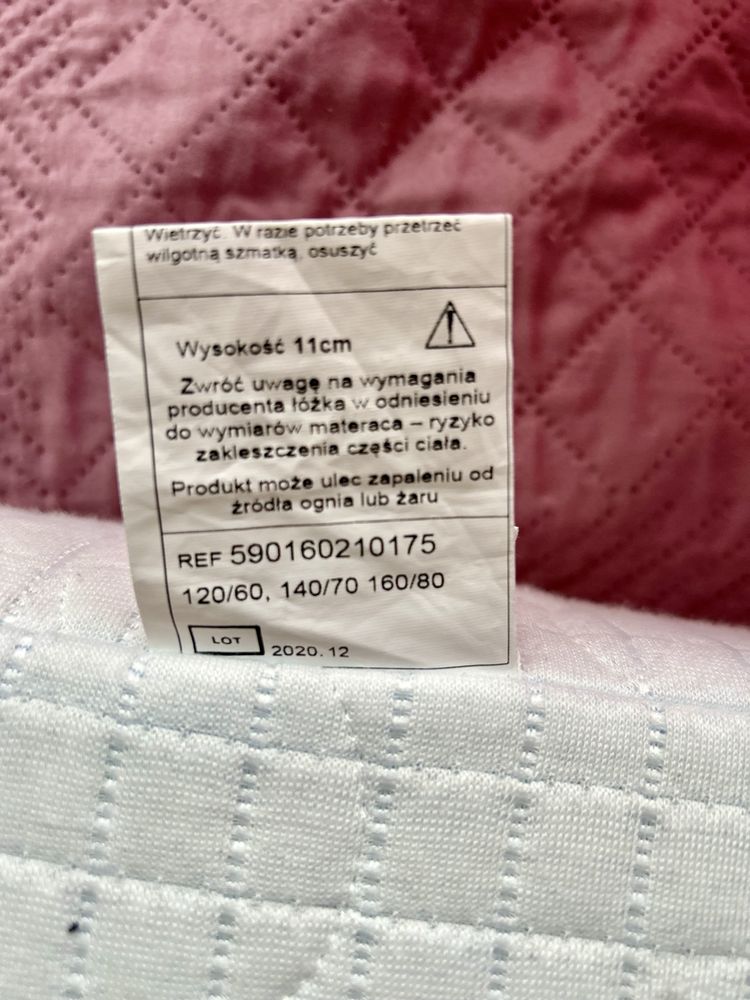 Wietrzyć. W razie potrzeby przetrzeć
wilgotną szmatką, osuszyć
Wysokość 11cm
Zwróć uwagę na wymagania
producenta łóżka w odniesieniu
do wymiarów materaca – ryzyko
zakleszczenia części ciała.
Produkt może ulec zapaleniu od
źródła ognia lub żaru
REF 590160210175
120/60, 140/70 160/80
LOT 2020.12